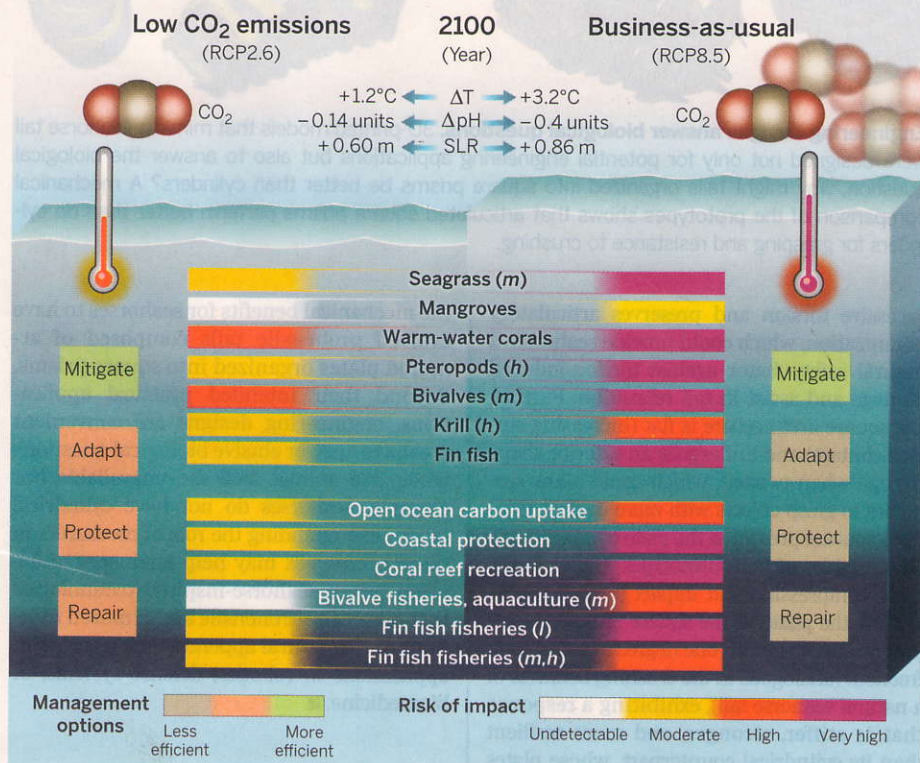 Low CO₂ emissions
(RCP2.6)
2100
(Year)
Business-as-usual
(RCP8.5)
CO₂
CO₂
+1.2°C ΔT +3.2°C
−0.14 units ΔpH −0.4 units
+0.60 m SLR +0.86 m
Seagrass (m)
Mangroves
Warm-water corals
Pteropods (h)
Bivalves (m)
Krill (h)
Fin fish
Open ocean carbon uptake
Coastal protection
Coral reef recreation
Bivalve fisheries, aquaculture (m)
Fin fish fisheries (l)
Fin fish fisheries (m,h)
Mitigate
Adapt
Protect
Repair
Mitigate
Adapt
Protect
Repair
Management
options
Less
efficient
More
efficient
Risk of impact
Undetectable Moderate High Very high